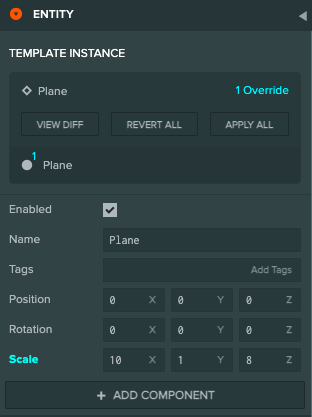 ENTITY
TEMPLATE INSTANCE
Plane 1 Override
VIEW DIFF REVERT ALL APPLY ALL
1
Plane
Enabled
Name Plane
Tags Add Tags
Position 0 X 0 Y 0 Z
Rotation 0 X 0 Y 0 Z
Scale 10 X 1 Y 8 Z
+ ADD COMPONENT